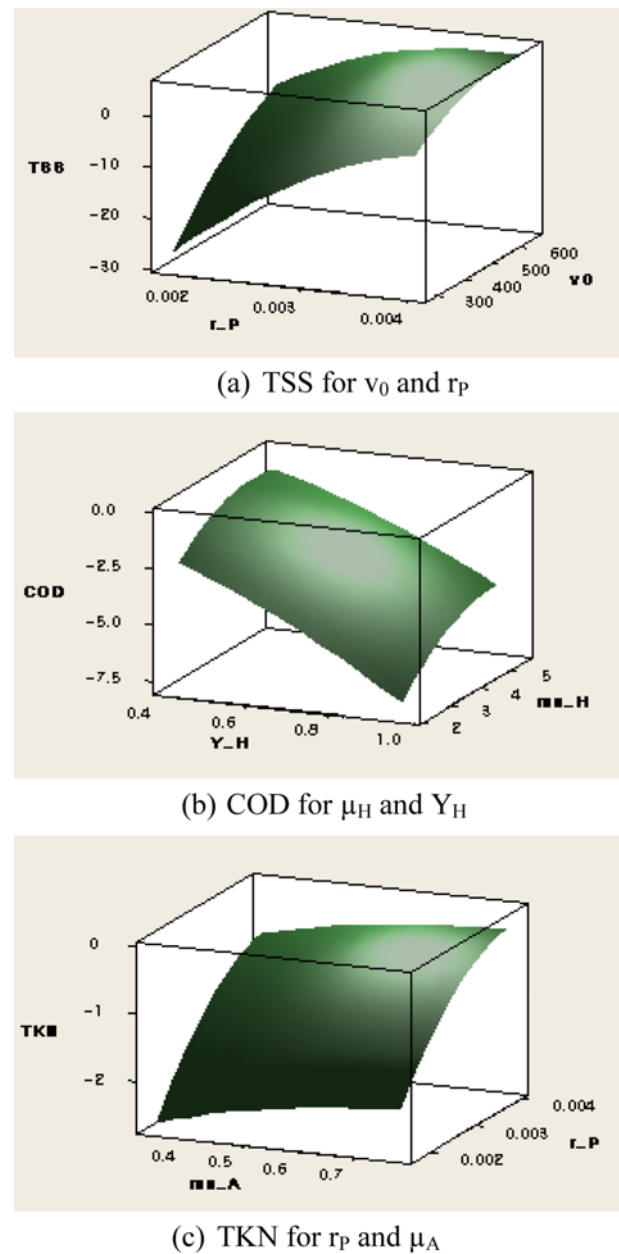 0
TSS
-10
-20
-30
0.002
0.003
0.004
r_P
300
400
500
600
v0
(a) TSS for v₀ and rₚ
0.0
-2.5
COD
-5.0
-7.5
0.4
0.6
0.8
1.0
Y_H
2
3
4
5
mu_H
(b) COD for μ_H and Y_H
0
-1
TKN
-2
0.4
0.5
0.6
0.7
mu_A
0.002
0.003
0.004
r_P
(c) TKN for rₚ and μ_A